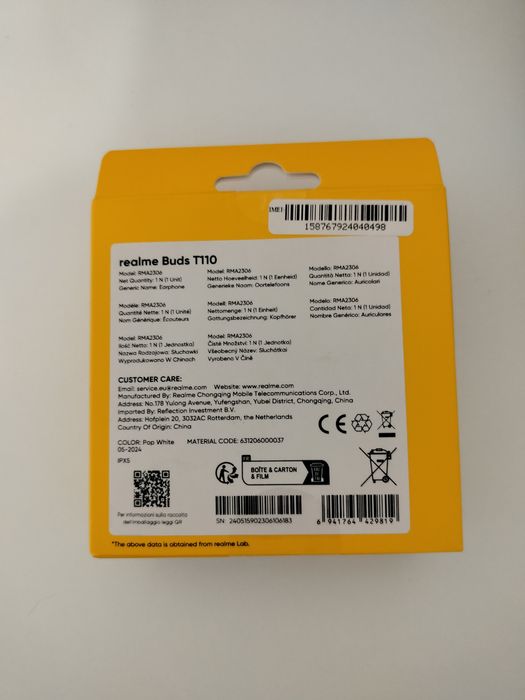 IMEI
158767924040498
realme Buds T110
Model: RMA2306
Net Quantity: 1 N (1 Unit)
Generic Name: Earphone
Model: RMA2306
Netto Hoeveelheid: 1 N (1 Eenheid)
Generieke Naam: Oortelefoons
Modello: RMA2306
Quantità Netta: 1 N (1 Unidad)
Nome Generico: Auricolari
Modèle: RMA2306
Quantité Nette: 1 N (1 Unité)
Nom Générique: Écouteurs
Modell: RMA2306
Nettomenge: 1 N (1 Einheit)
Gattungsbezeichnung: Kopfhörer
Modelo: RMA2306
Cantidad Neta: 1 N (1 Unidad)
Nombre Genérico: Auriculares
Model: RMA2306
Ilość Netto: 1 N (1 Jednostka)
Nazwa Rodzajowa: Słuchawki
Wyprodukowano W Chinach
Model: RMA2306
Čisté Množství: 1 N (1 Jednotka)
Všeobecný Název: Sluchátka
Vyrobeno V Číně
CUSTOMER CARE:
Email: service.eu@realme.com Website: www.realme.com
Manufactured By: Realme Chongqing Mobile Telecommunications Corp., Ltd.
Address: No.178 Yulong Avenue, Yufengshan, Yubei District, Chongqing, China
Imported By: Reflection Investment B.V.
Address: Hofplein 20, 3032AC Rotterdam, the Netherlands
Country Of Origin: China
CE
COLOR: Pop White MATERIAL CODE: 631206000037
05-2024
IPX5
FR
BOÎTE & CARTON
& FILM
Per informazioni sulla raccolta
dell'imballaggio leggi QR
SN: 240515902306106183
6 941764 429819
*The above data is obtained from realme Lab.